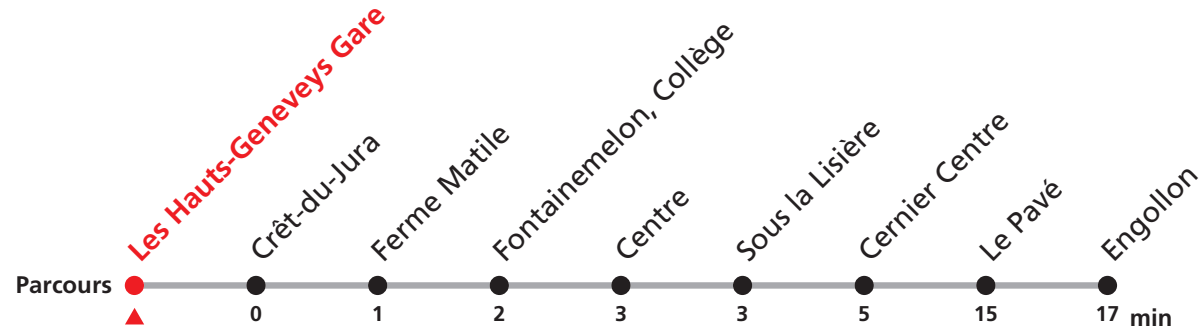 Les Hauts-Geneveys Gare
Crêt-du-Jura
Ferme Matile
Fontainemelon, Collège
Centre
Sous la Lisière
Cernier Centre
Le Pavé
Engollon
Parcours
0 1 2 3 3 5 15 17 min